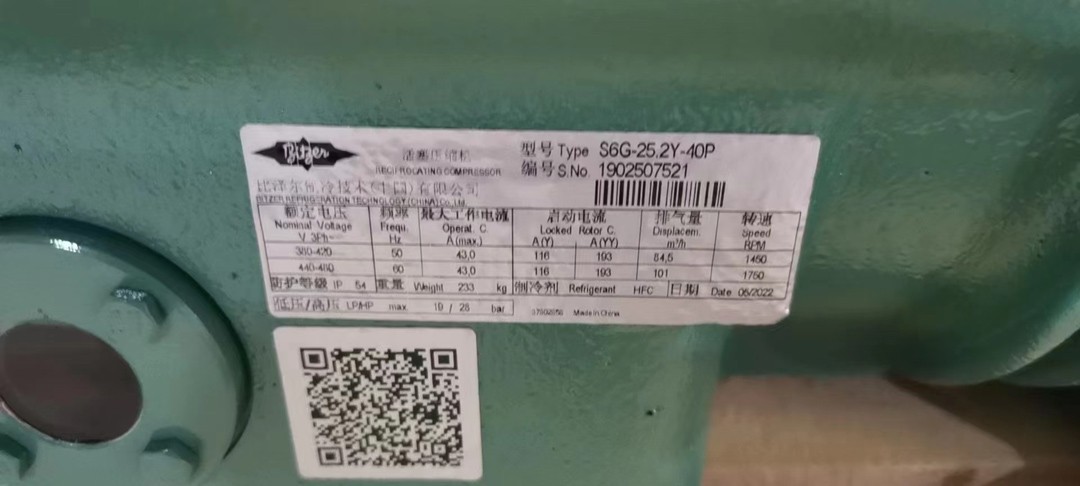 Bitzer
活塞压缩机
RECIPROCATING COMPRESSOR
型号 Type S6G-25.2Y-40P
编号 S.No. 1902507521
比泽尔制冷技术(中国)有限公司
BITZER REFRIGERATION TECHNOLOGY (CHINA) Co., Ltd.
额定电压 频率 最大工作电流 启动电流 排气量 转速
Nominal Voltage Frequ. Operat. C. Locked Rotor C. Displacem. Speed
V 3Ph~ Hz A(max.) A(Y) A(YY) m³/h RPM
380-420 50 43,0 116 193 84,5 1450
440-480 60 43,0 116 193 101 1750
防护等级 IP 54 重量 Weight 233 kg 制冷剂 Refrigerant HFC 日期 Date 06/2022
低压/高压 LP/HP max. 19 / 28 bar
Made in China